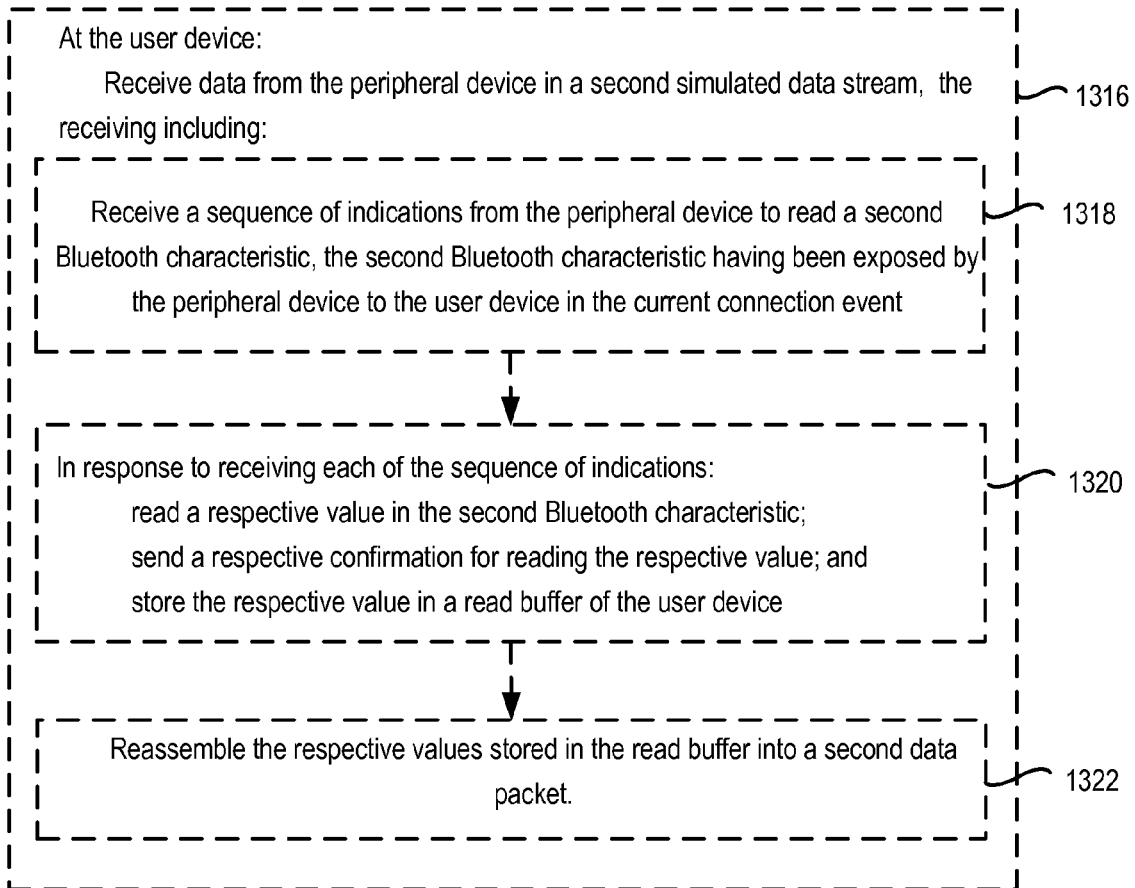 At the user device:
Receive data from the peripheral device in a second simulated data stream, the
receiving including:
1316
Receive a sequence of indications from the peripheral device to read a second
Bluetooth characteristic, the second Bluetooth characteristic having been exposed by
the peripheral device to the user device in the current connection event
1318
In response to receiving each of the sequence of indications:
read a respective value in the second Bluetooth characteristic;
send a respective confirmation for reading the respective value; and
store the respective value in a read buffer of the user device
1320
Reassemble the respective values stored in the read buffer into a second data
packet.
1322